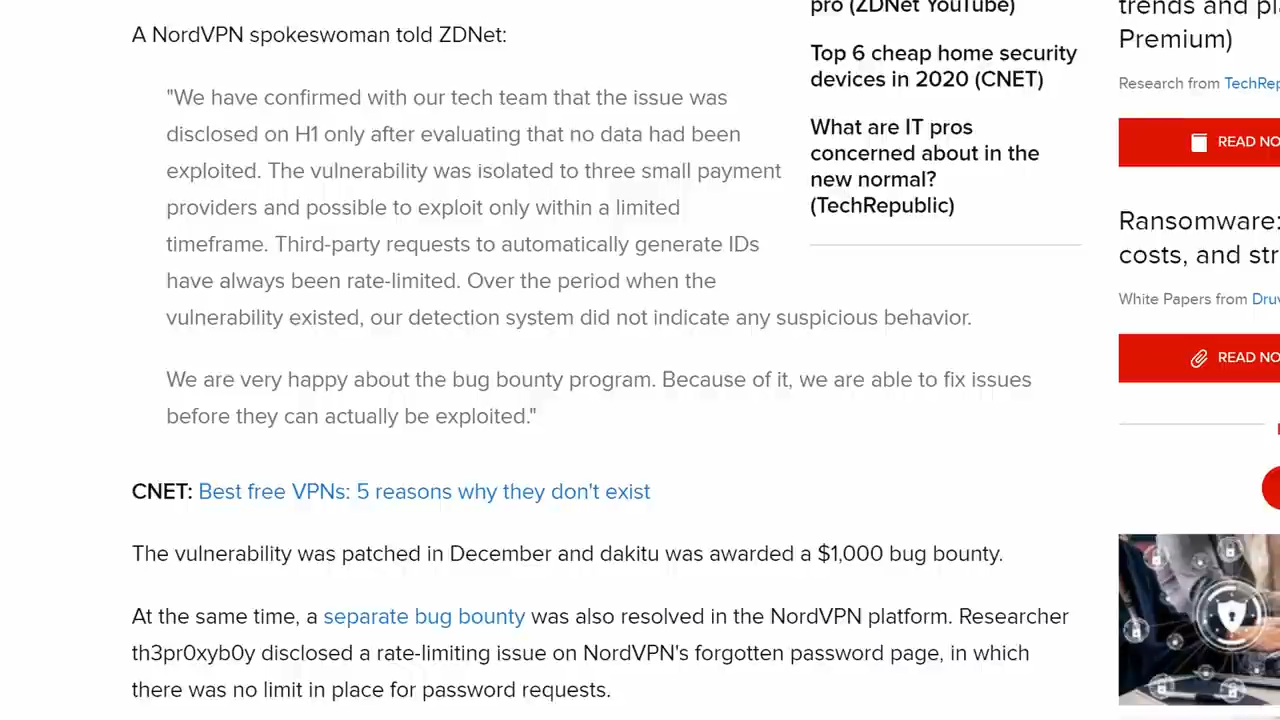 A NordVPN spokeswoman told ZDNet:
"We have confirmed with our tech team that the issue was
disclosed on H1 only after evaluating that no data had been
exploited. The vulnerability was isolated to three small payment
providers and possible to exploit only within a limited
timeframe. Third-party requests to automatically generate IDs
have always been rate-limited. Over the period when the
vulnerability existed, our detection system did not indicate any suspicious behavior.
We are very happy about the bug bounty program. Because of it, we are able to fix issues
before they can actually be exploited."
CNET: Best free VPNs: 5 reasons why they don't exist
The vulnerability was patched in December and dakitu was awarded a $1,000 bug bounty.
At the same time, a separate bug bounty was also resolved in the NordVPN platform. Researcher
th3pr0xyb0y disclosed a rate-limiting issue on NordVPN's forgotten password page, in which
there was no limit in place for password requests.
pro (ZDNet YouTube)
Top 6 cheap home security
devices in 2020 (CNET)
What are IT pros
concerned about in the
new normal?
(TechRepublic)
trends and pl
Premium)
Research from TechRep
READ NO
Ransomware:
costs, and str
White Papers from Druv
READ NO